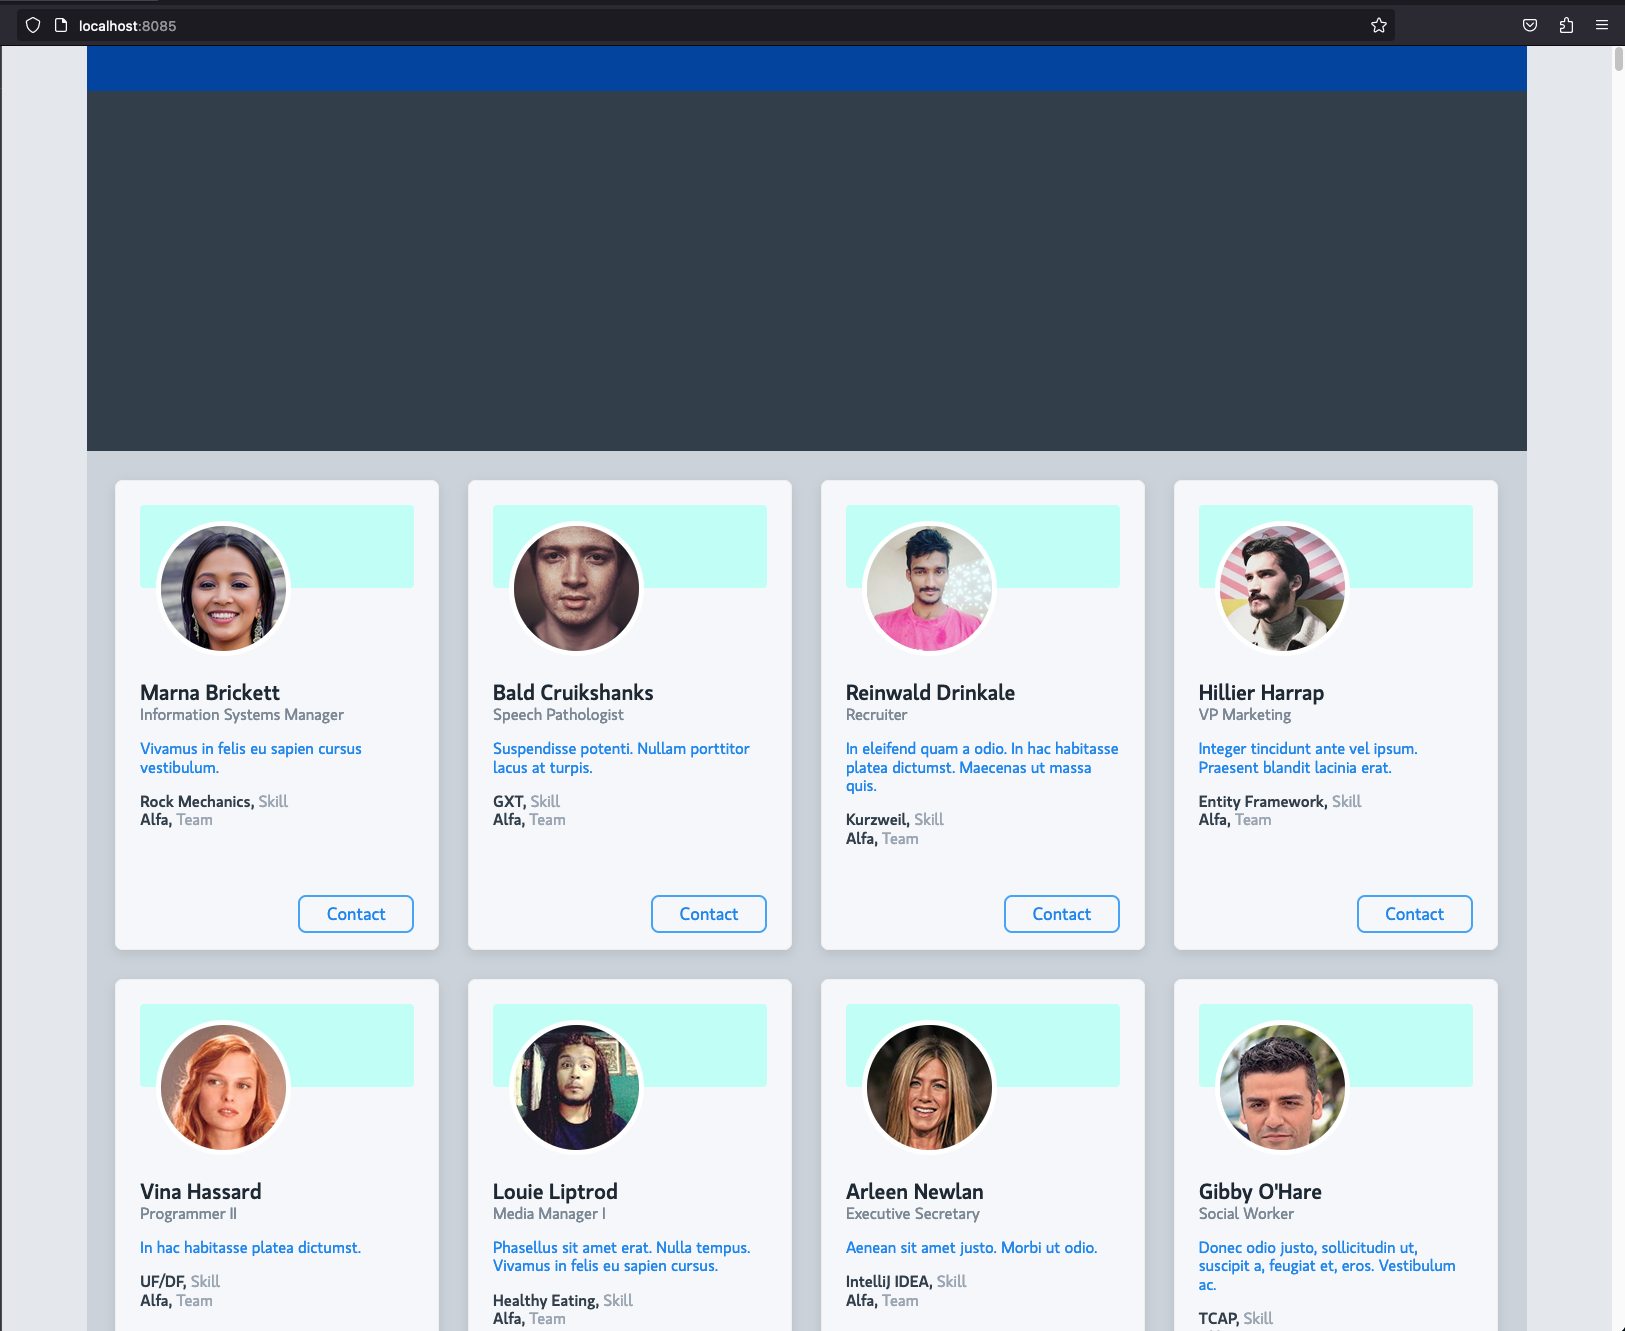 localhost:8085
Marna Brickett
Information Systems Manager
Vivamus in felis eu sapien cursus
vestibulum.
Rock Mechanics, Skill
Alfa, Team
Contact
Bald Cruikshanks
Speech Pathologist
Suspendisse potenti. Nullam porttitor
lacus at turpis.
GXT, Skill
Alfa, Team
Contact
Reinwald Drinkale
Recruiter
In eleifend quam a odio. In hac habitasse
platea dictumst. Maecenas ut massa
quis.
Kurzweil, Skill
Alfa, Team
Contact
Hillier Harrap
VP Marketing
Integer tincidunt ante vel ipsum.
Praesent blandit lacinia erat.
Entity Framework, Skill
Alfa, Team
Contact
Vina Hassard
Programmer II
In hac habitasse platea dictumst.
UF/DF, Skill
Alfa, Team
Louie Liptrod
Media Manager I
Phasellus sit amet erat. Nulla tempus.
Vivamus in felis eu sapien cursus.
Healthy Eating, Skill
Alfa, Team
Arleen Newlan
Executive Secretary
Aenean sit amet justo. Morbi ut odio.
IntelliJ IDEA, Skill
Alfa, Team
Gibby O'Hare
Social Worker
Donec odio justo, sollicitudin ut,
suscipit a, feugiat et, eros. Vestibulum
ac.
TCAP, Skill